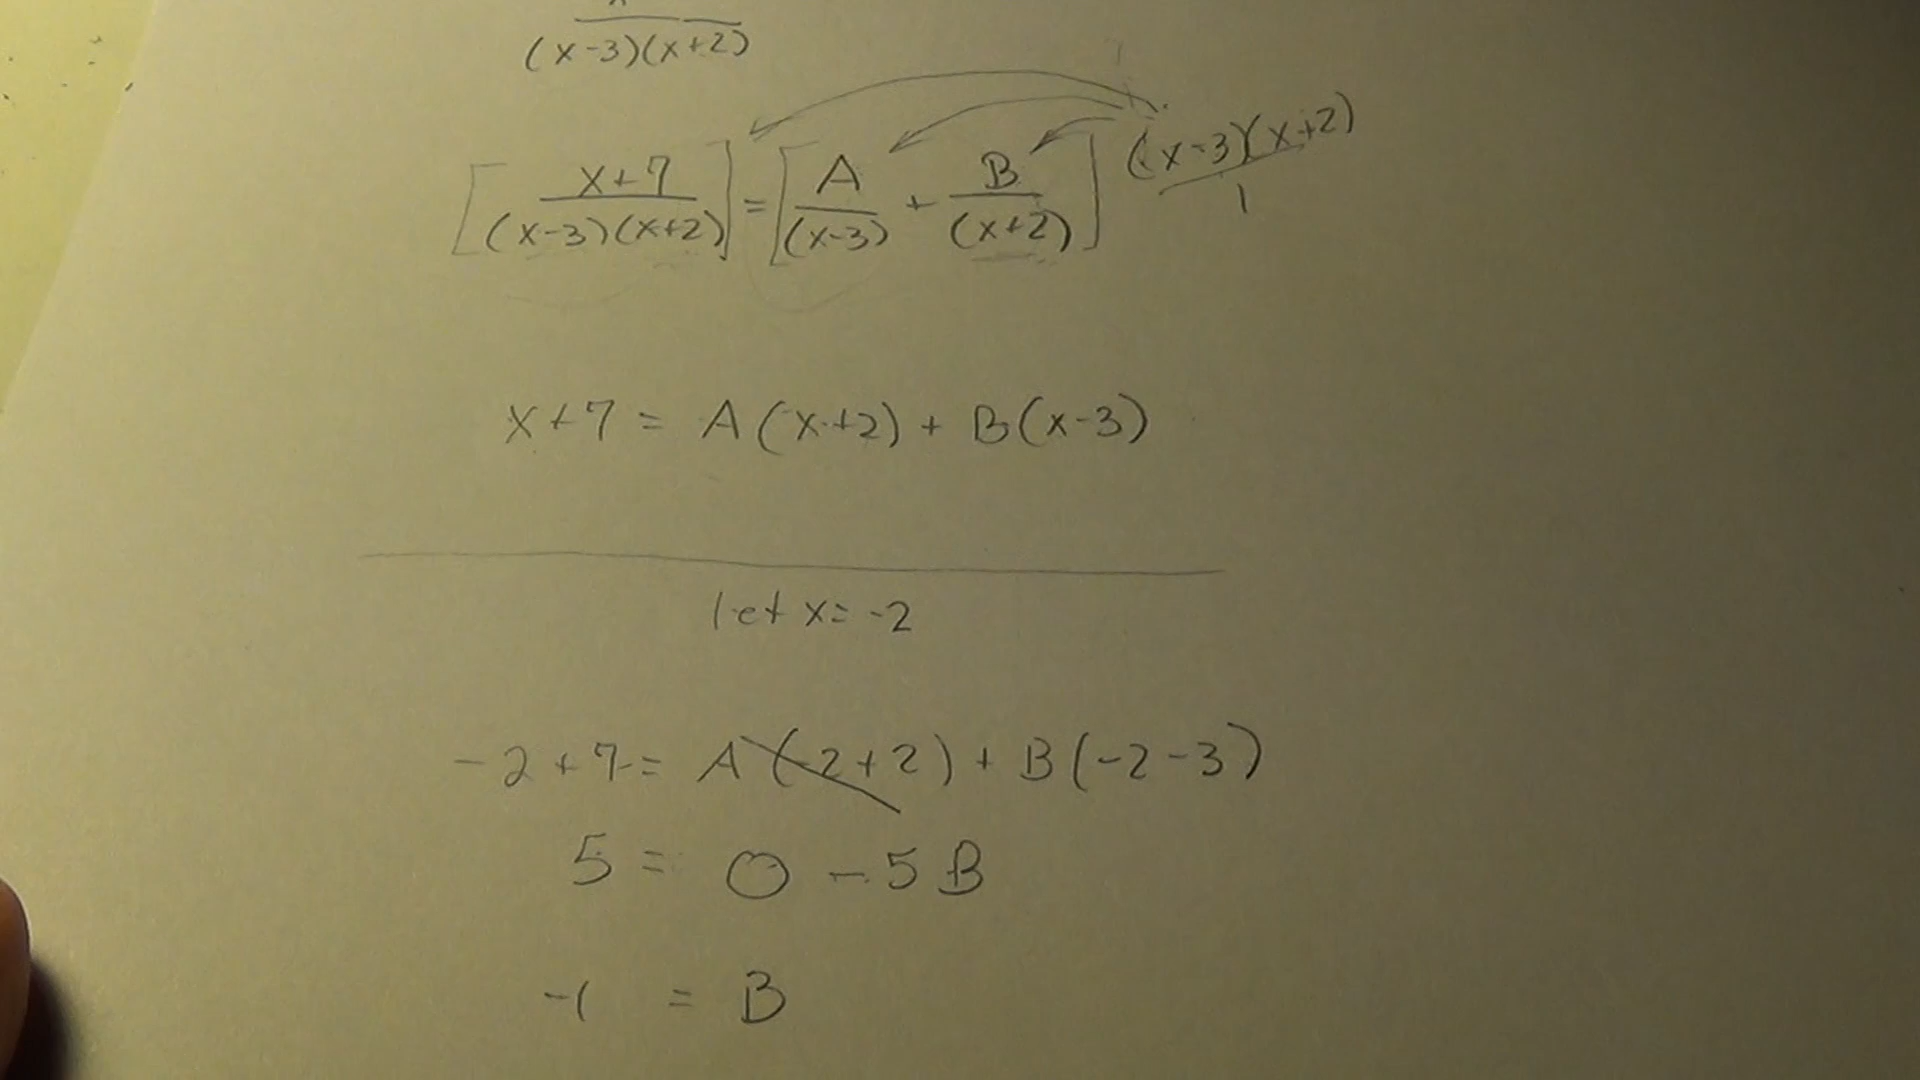 (x-3)(x+2)
[x+7/(x-3)(x+2)] = [A/(x-3) + B/(x+2)] (x-3)(x+2)/1
x+7 = A(x+2) + B(x-3)
let x = -2
-2+7 = A(-2+2) + B(-2-3)
5 = 0 - 5B
-1 = B